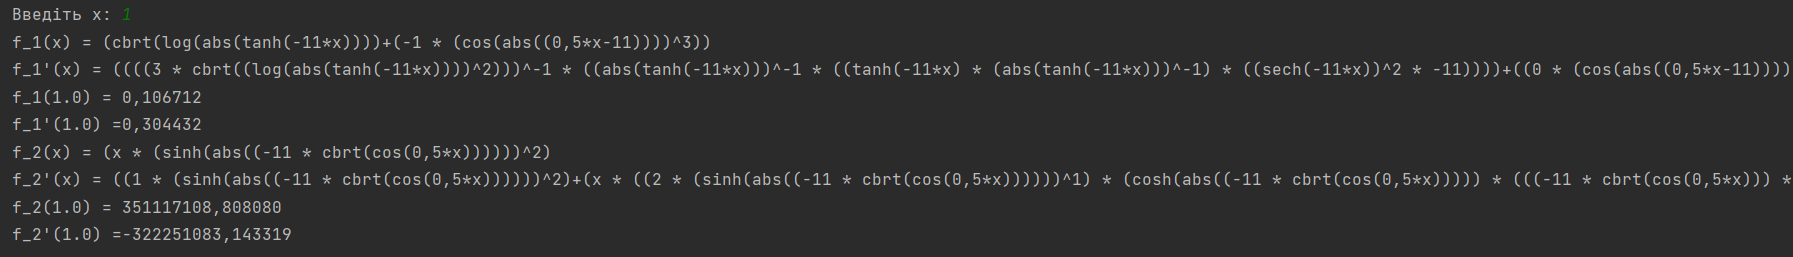 Введіть x: 1
f_1(x) = (cbrt(log(abs(tanh(-11*x))))+(-1 * (cos(abs((0,5*x-11))))^3))
f_1'(x) = ((((3 * cbrt((log(abs(tanh(-11*x))))^2)))^-1 * ((abs(tanh(-11*x)))^-1 * ((tanh(-11*x) * (abs(tanh(-11*x)))^-1) * ((sech(-11*x))^2 * -11))))+((0 * (cos(abs((0,5*x-11))))
f_1(1.0) = 0,106712
f_1'(1.0) =0,304432
f_2(x) = (x * (sinh(abs((-11 * cbrt(cos(0,5*x))))))^2)
f_2'(x) = ((1 * (sinh(abs((-11 * cbrt(cos(0,5*x))))))^2)+(x * ((2 * (sinh(abs((-11 * cbrt(cos(0,5*x))))))^1) * (cosh(abs((-11 * cbrt(cos(0,5*x))))) * (((-11 * cbrt(cos(0,5*x))) *
f_2(1.0) = 351117108,808080
f_2'(1.0) =-322251083,143319